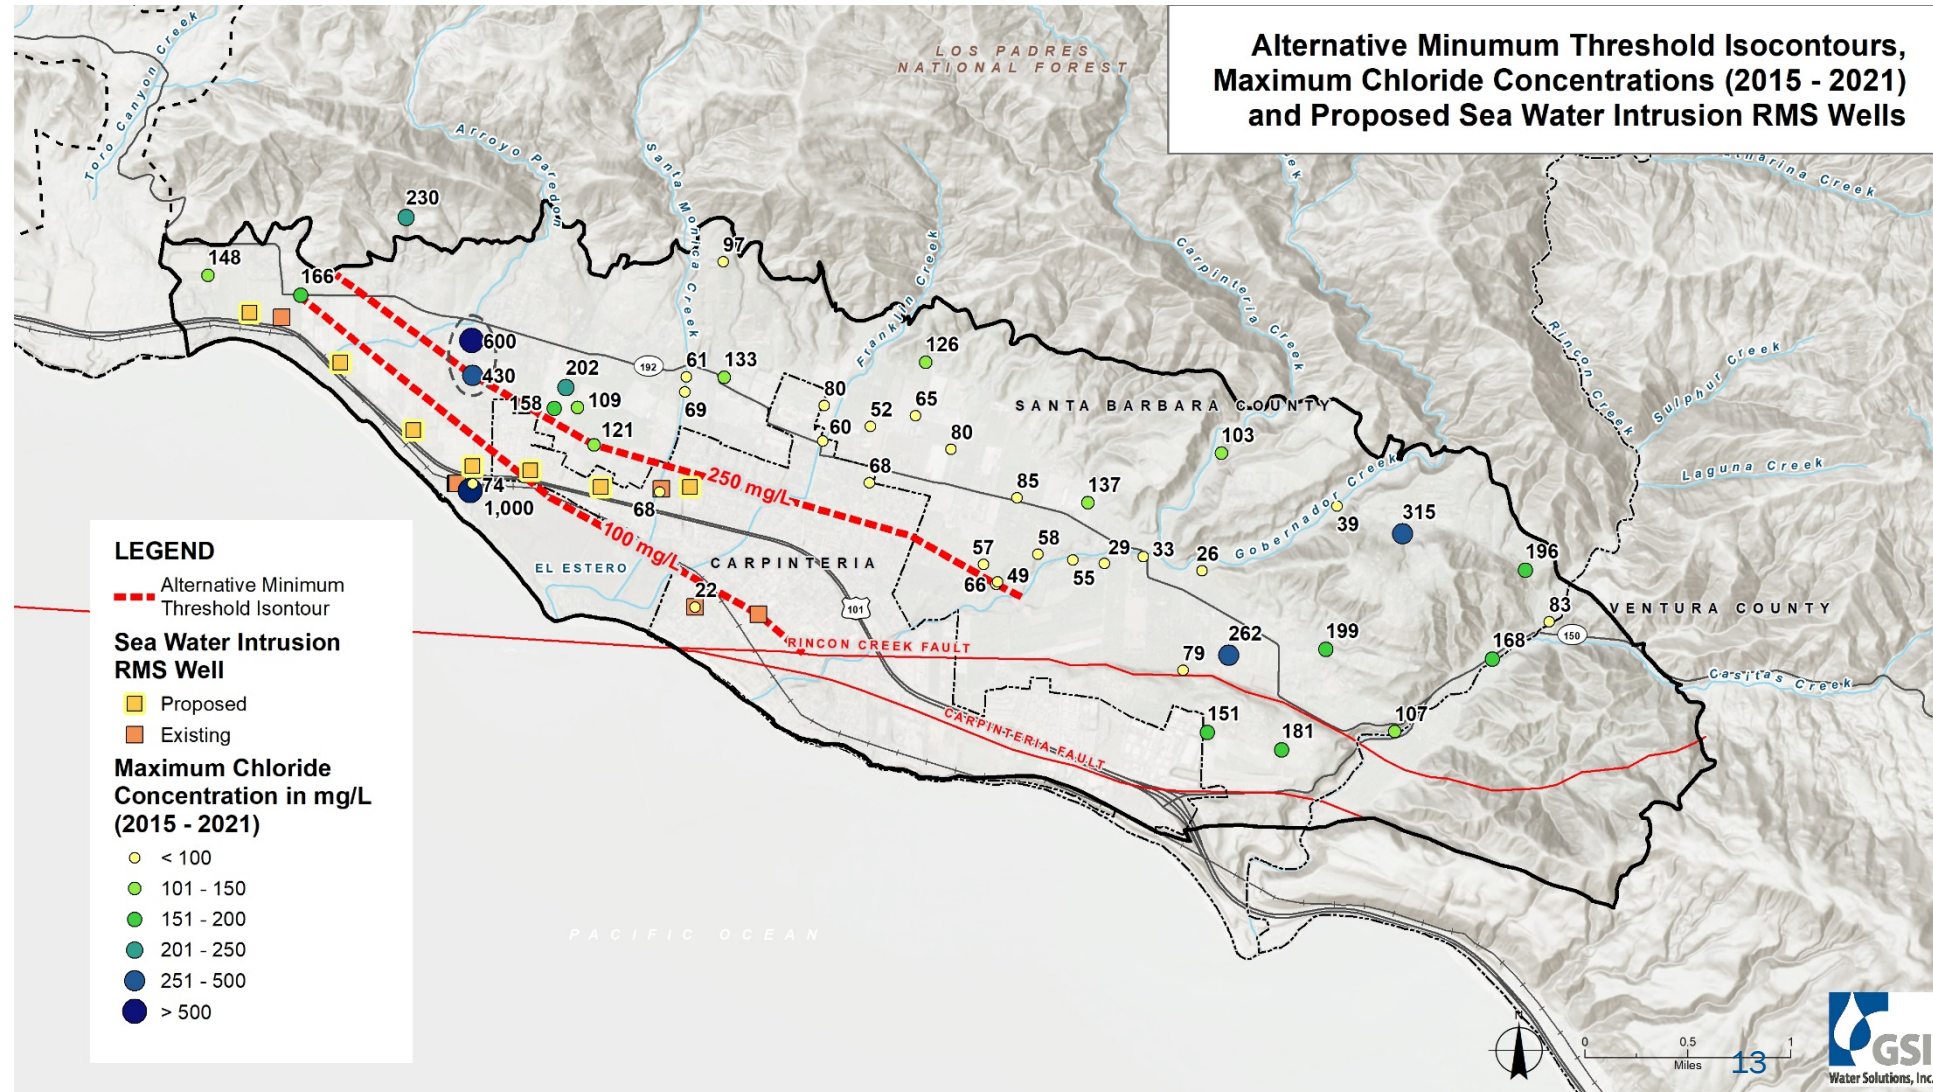 Alternative Minumum Threshold Isocontours,
Maximum Chloride Concentrations (2015 - 2021)
and Proposed Sea Water Intrusion RMS Wells
LOS PADRES
NATIONAL FOREST
Toro Canyon Creek
Arroyo Paredon
Santa Monica Creek
Franklin Creek
Carpinteria Creek
Gobernador Creek
Rincon Creek
Sulphur Creek
Laguna Creek
Casitas Creek
Creek
230
148
166
97
600
430
202
158
109
121
192
61
133
69
80
60
126
52
65
80
68
SANTA BARBARA COUNTY
103
85
137
39
315
196
83
VENTURA COUNTY
150
168
74
1,000
68
250 mg/L
100 mg/L
EL ESTERO
CARPINTERIA
57
58
66
49
55
29
33
26
22
101
RINCON CREEK FAULT
79
262
199
151
181
107
CARPINTERIA FAULT
PACIFIC OCEAN
LEGEND
Alternative Minimum
Threshold Isontour
Sea Water Intrusion
RMS Well
Proposed
Existing
Maximum Chloride
Concentration in mg/L
(2015 - 2021)
< 100
101 - 150
151 - 200
201 - 250
251 - 500
> 500
N
0 0.5 1
Miles
13
GSI
Water Solutions, Inc.